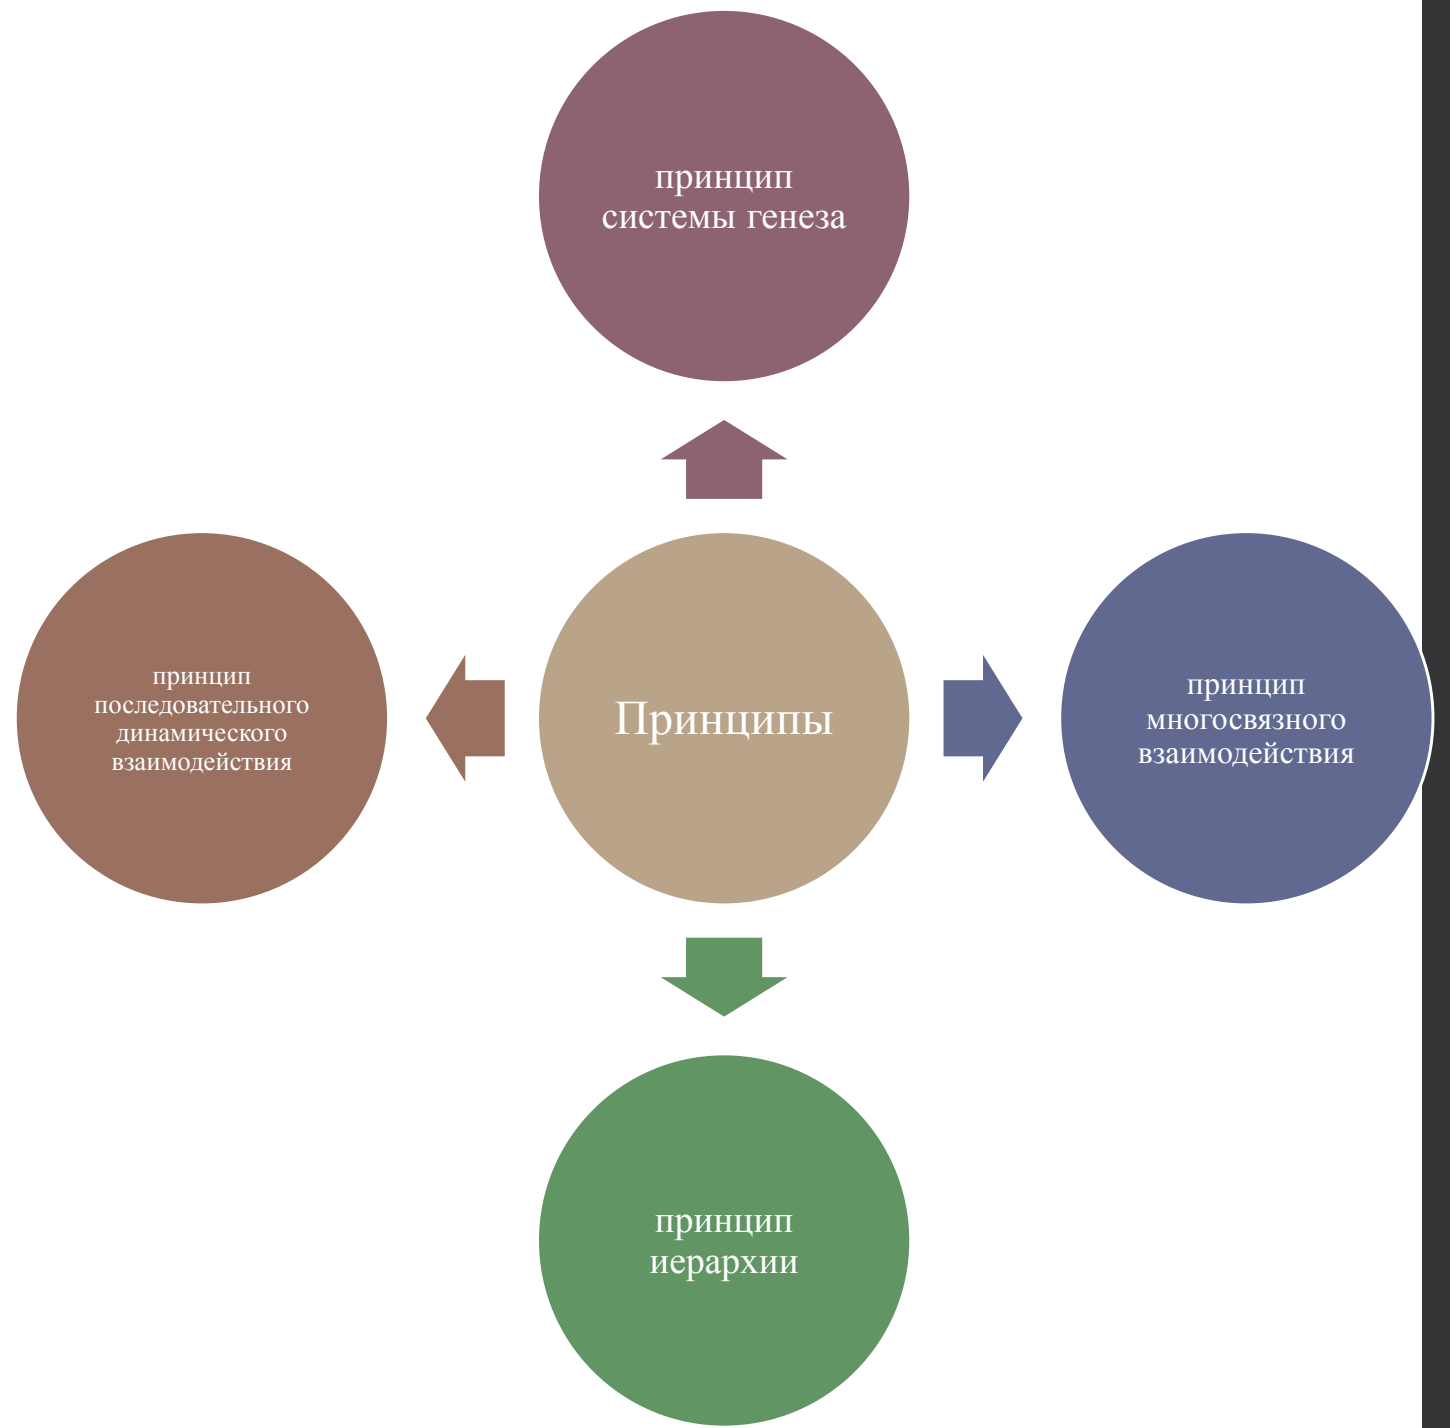 принцип
системы генеза
принцип
последовательного
динамического
взаимодействия
Принципы
принцип
многосвязного
взаимодействия
принцип
иерархии